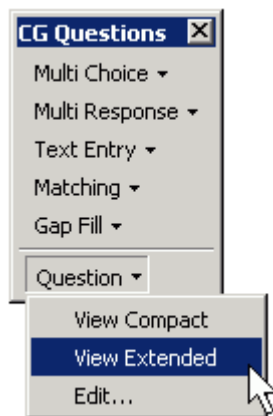 CG Questions
Multi Choice
Multi Response
Text Entry
Matching
Gap Fill
Question
View Compact
View Extended
Edit...